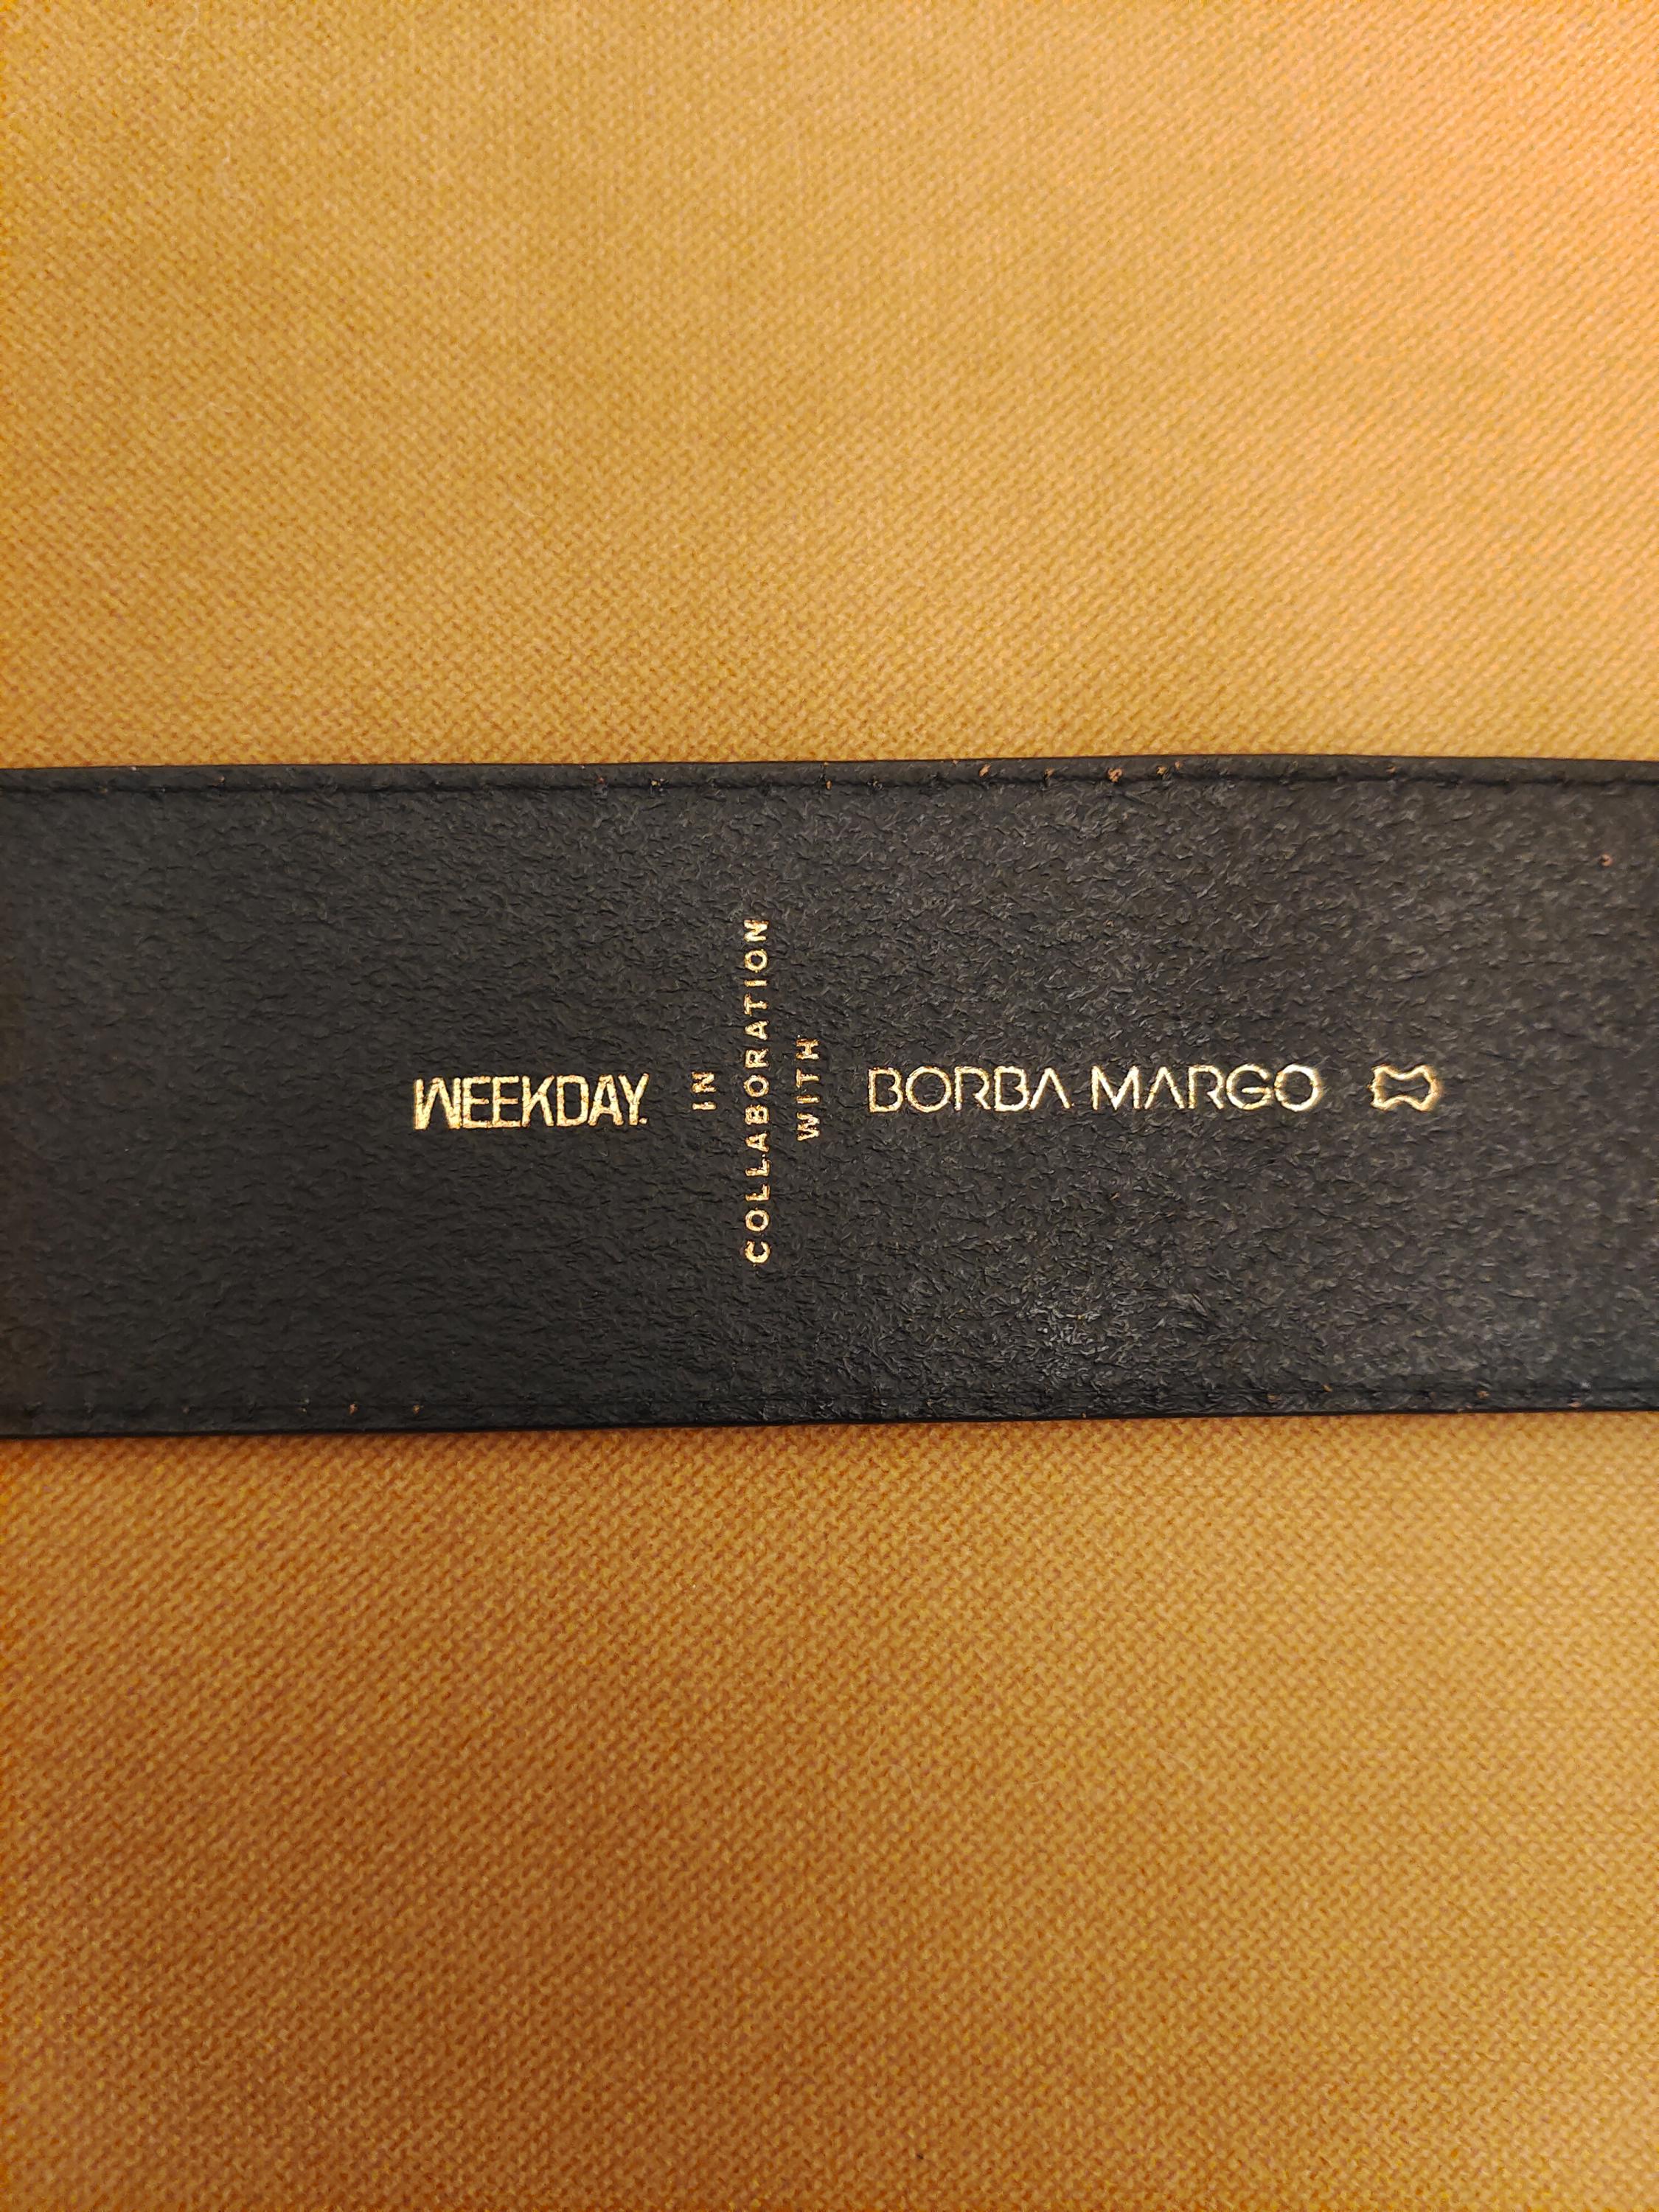 WEEKDAY.
IN
COLLABORATION
WITH
BORBA MARGO